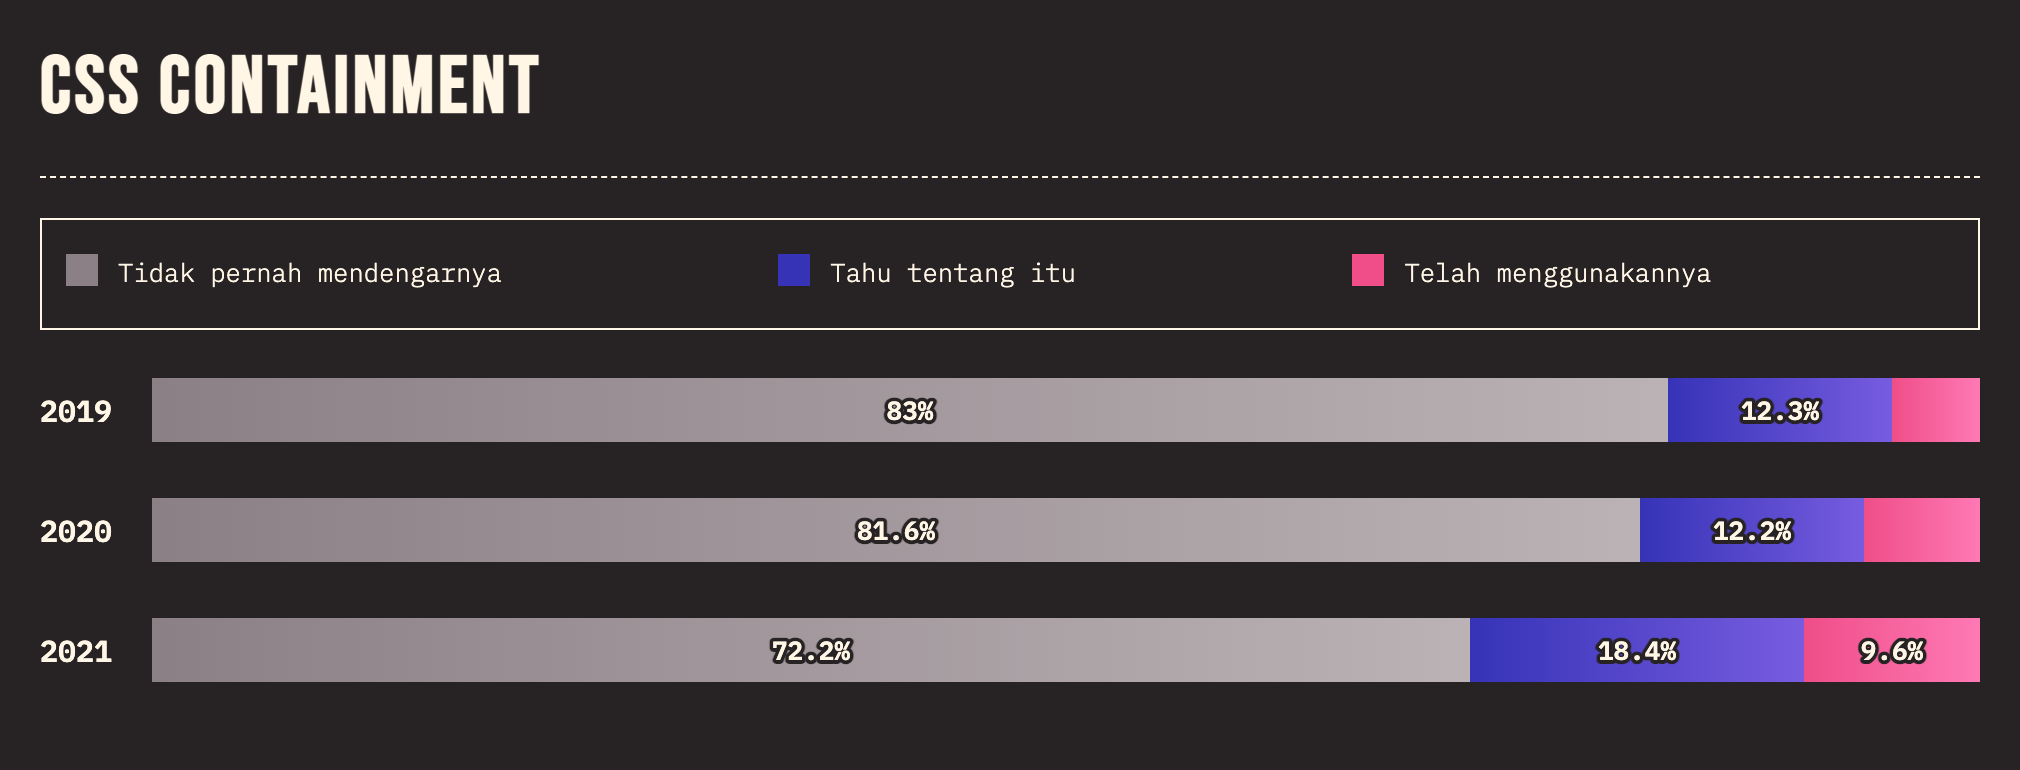 CSS CONTAINMENT
Tidak pernah mendengarnya
Tahu tentang itu
Telah menggunakannya
2019 83% 12.3%
2020 81.6% 12.2%
2021 72.2% 18.4% 9.6%